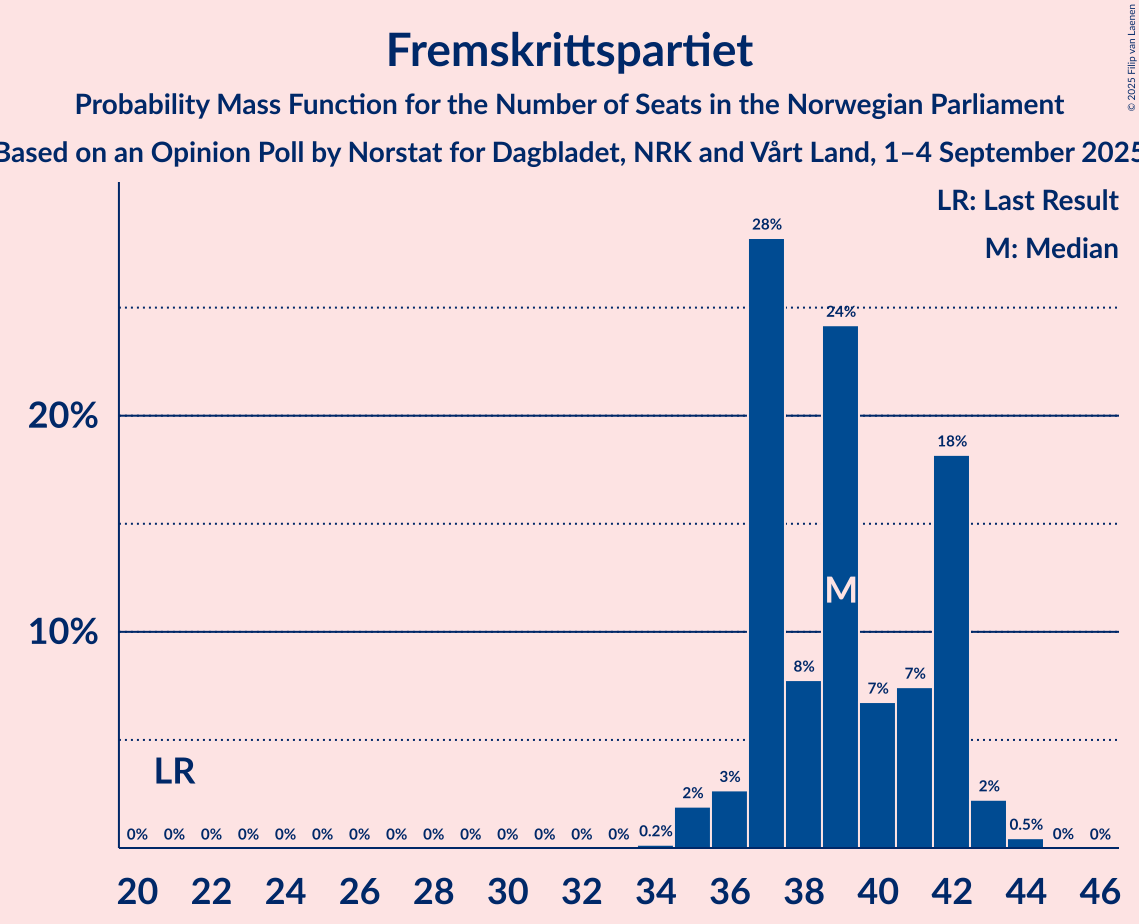 Fremskrittspartiet
Probability Mass Function for the Number of Seats in the Norwegian Parliament
Based on an Opinion Poll by Norstat for Dagbladet, NRK and Vårt Land, 1–4 September 2025
© 2025 Filip van Laenen
LR: Last Result
M: Median
28%
24%
20%
18%
M
10%
8%
7%
7%
LR
3%
2%
2%
0% 0% 0% 0% 0% 0% 0% 0% 0% 0% 0% 0% 0% 0% 0.2% 0.5% 0% 0%
20 22 24 26 28 30 32 34 36 38 40 42 44 46